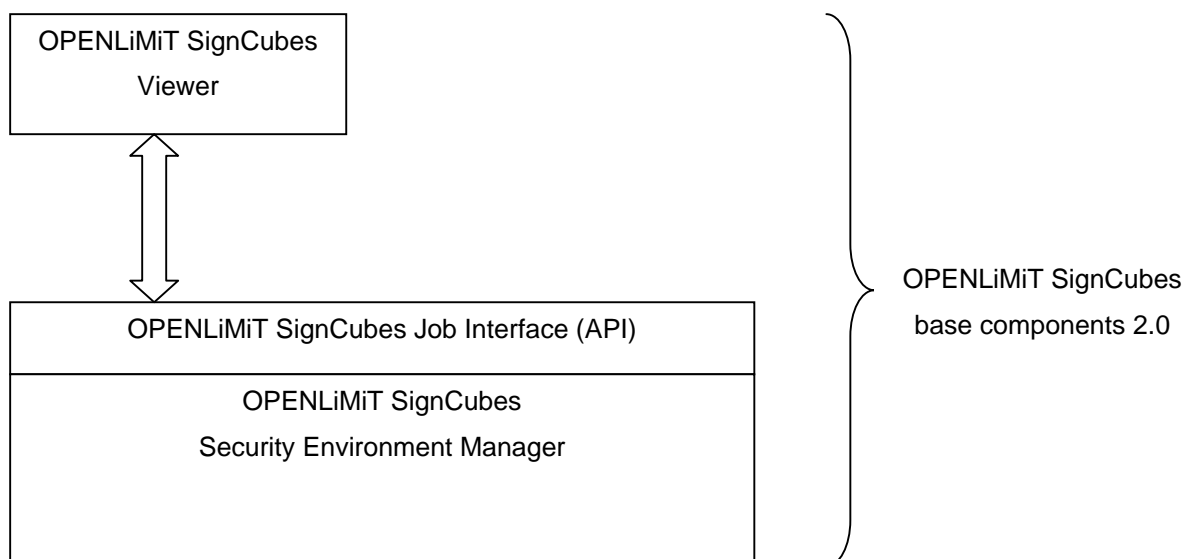 OPENLiMiT SignCubes
Viewer
OPENLiMiT SignCubes Job Interface (API)
OPENLiMiT SignCubes
Security Environment Manager
OPENLiMiT SignCubes
base components 2.0